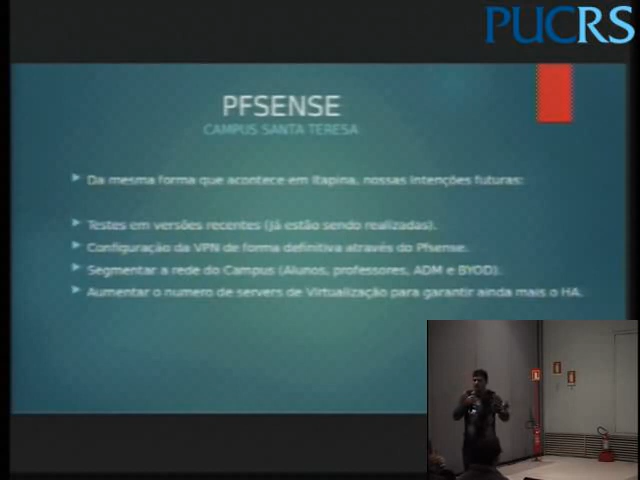 PUCRS
PFSENSE
CAMPUS SANTA TERESA
Da mesma forma que acontece em Itapina, nossas intenções futuras:
Testes em versões recentes (Já estão sendo realizadas).
Configuração da VPN de forma definitiva através do Pfsense.
Segmentar a rede do Campus (Alunos, professores, ADM e BYOD).
Aumentar o numero de servers de Virtualização para garantir ainda mais o HA.